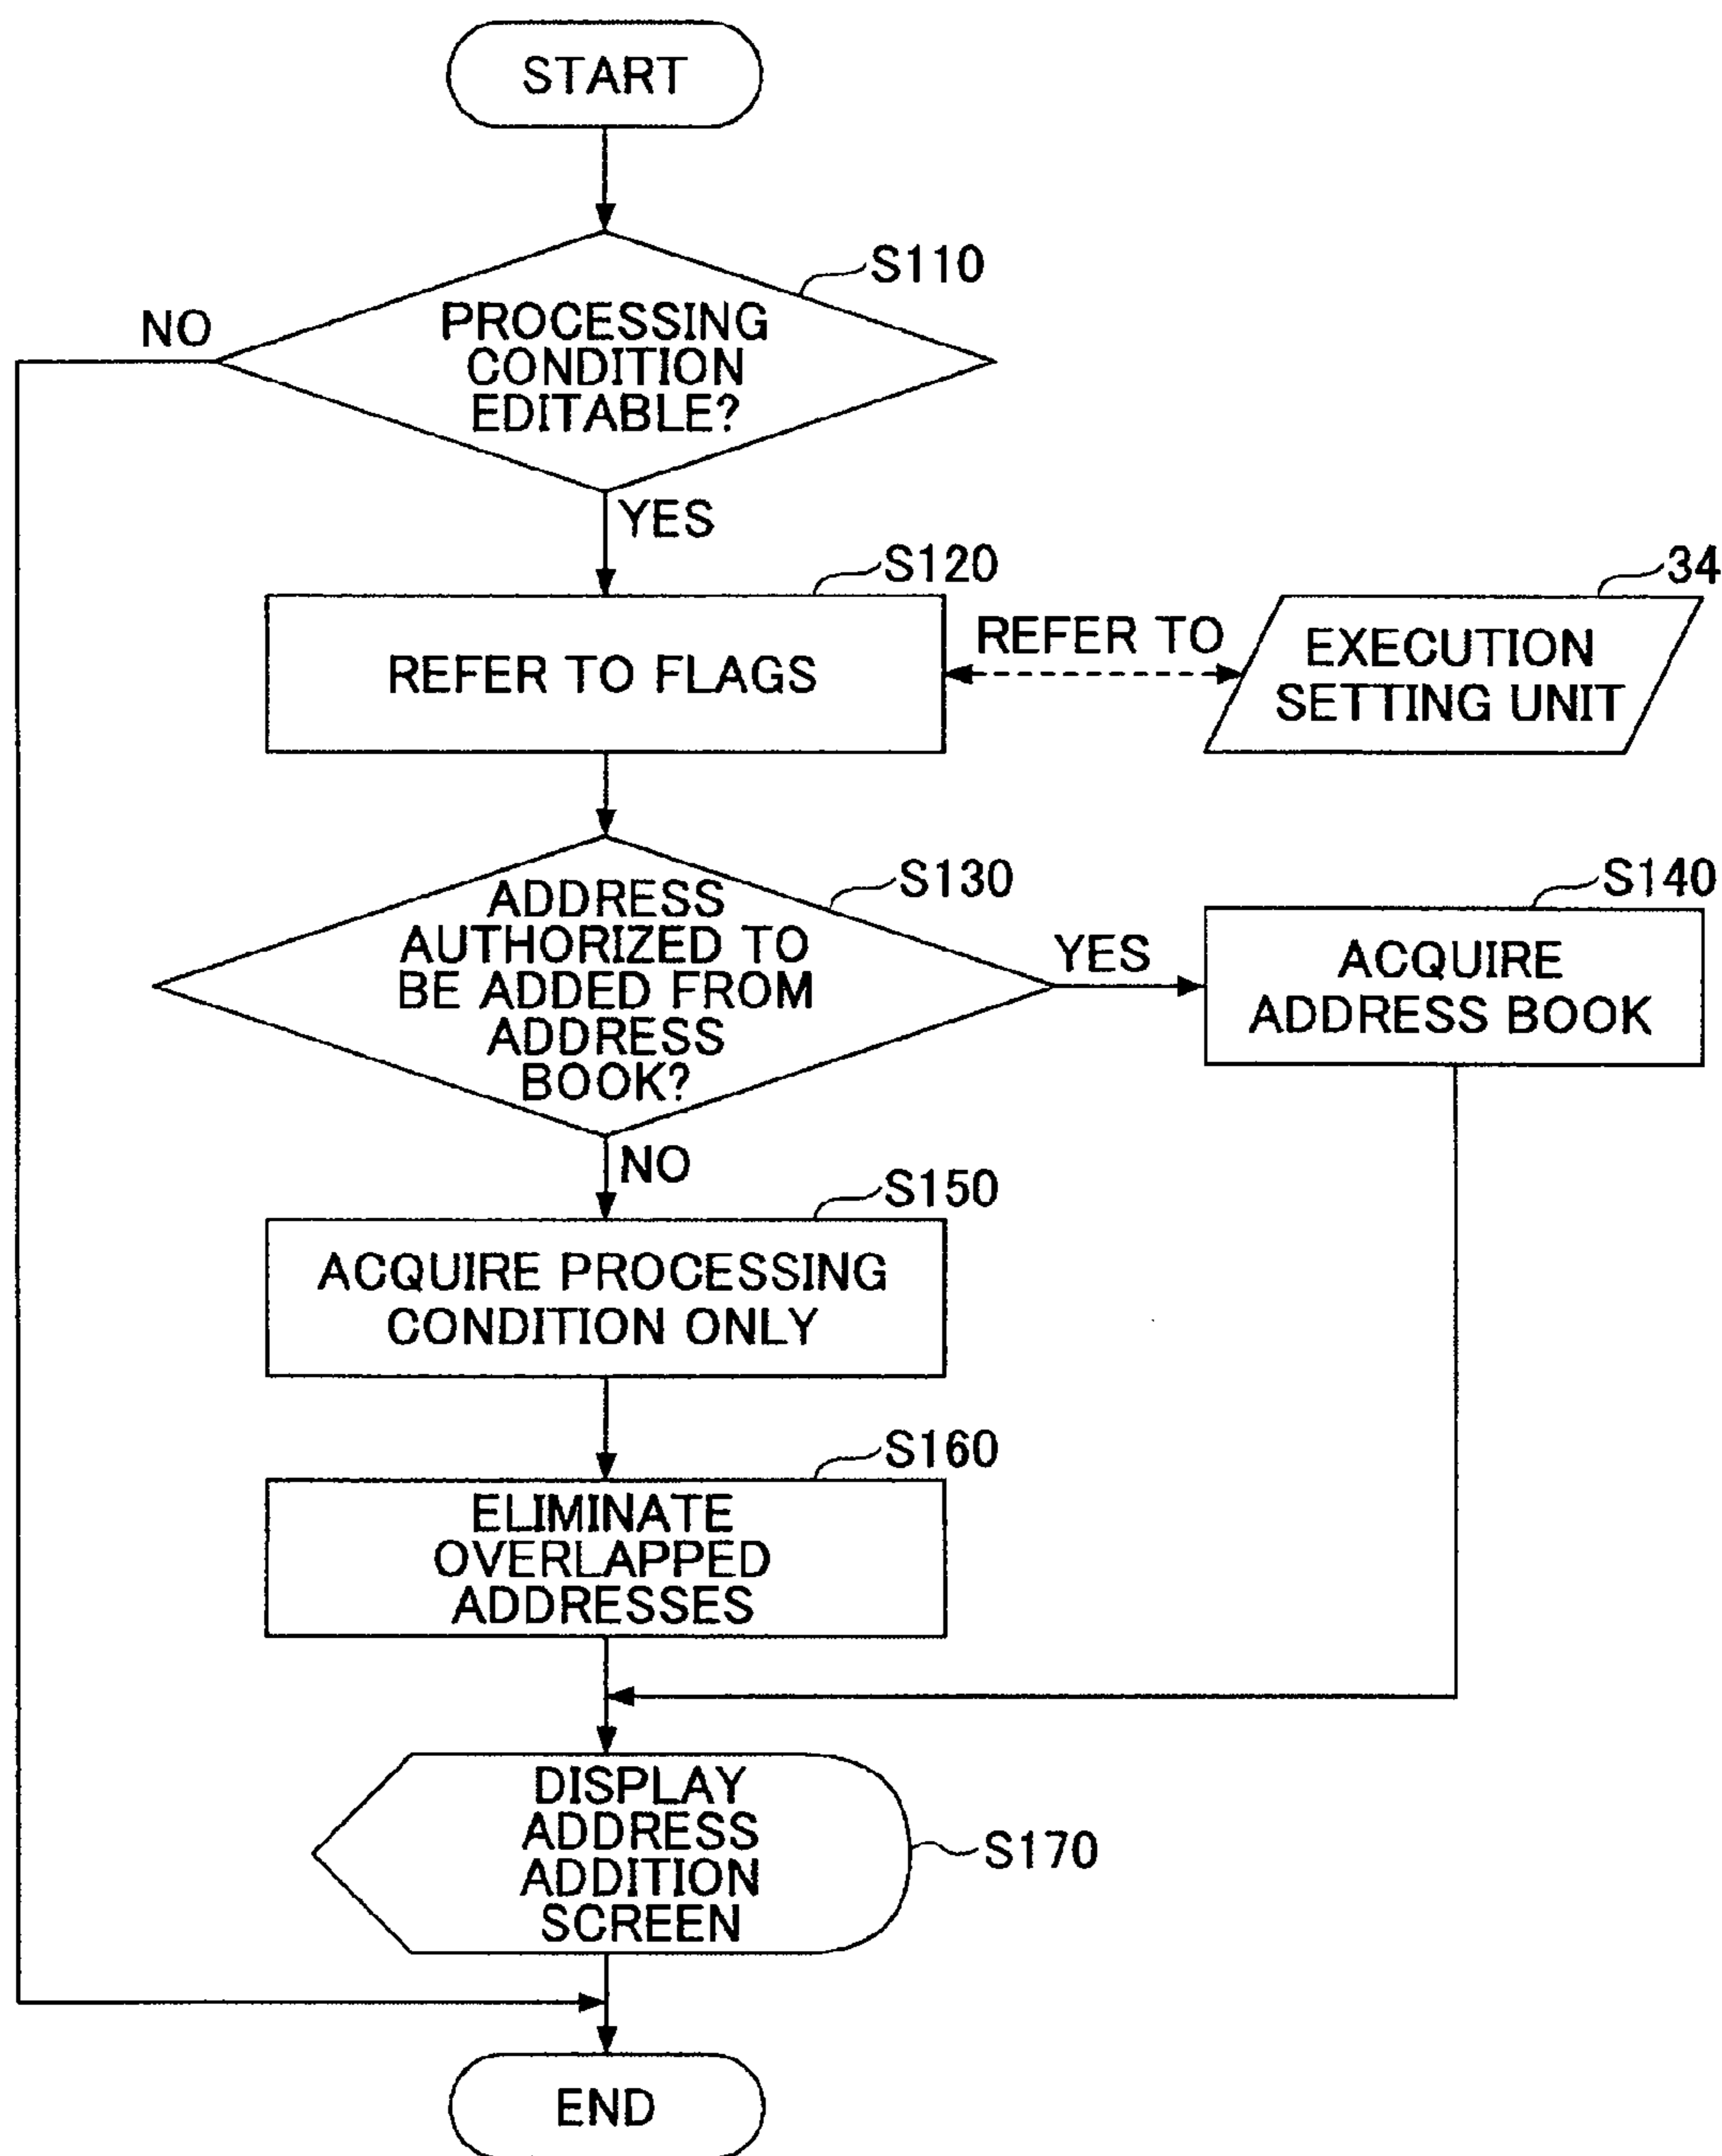 START
S110
NO
PROCESSING
CONDITION
EDITABLE?
YES
S120
34
REFER TO FLAGS
REFER TO
EXECUTION
SETTING UNIT
S130
S140
ADDRESS
AUTHORIZED TO
BE ADDED FROM
ADDRESS
BOOK?
YES
ACQUIRE
ADDRESS BOOK
NO
S150
ACQUIRE PROCESSING
CONDITION ONLY
S160
ELIMINATE
OVERLAPPED
ADDRESSES
DISPLAY
ADDRESS
ADDITION
SCREEN
S170
END